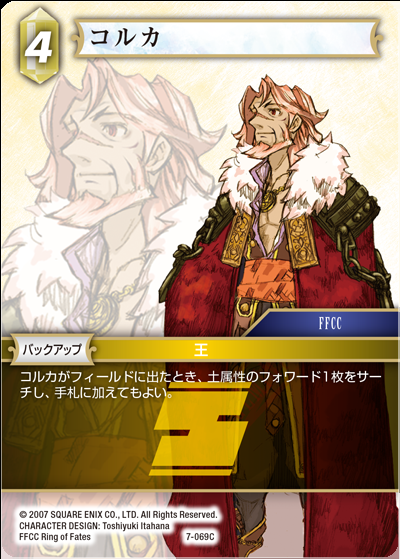 4
コルカ
FFCC
バックアップ
王
コルカがフィールドに出たとき、土属性のフォワード1枚をサー
チし、手札に加えてもよい。
© 2007 SQUARE ENIX CO., LTD. All Rights Reserved.
CHARACTER DESIGN: Toshiyuki Itahana
FFCC Ring of Fates
7-069C